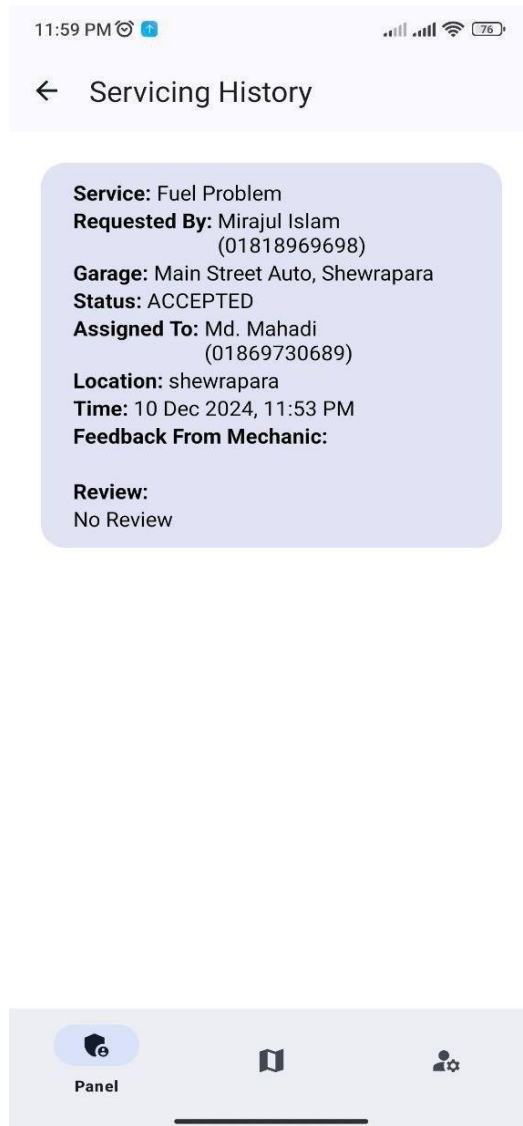 11:59 PM
76
Servicing History
Service: Fuel Problem
Requested By: Mirajul Islam
(01818969698)
Garage: Main Street Auto, Shewrapara
Status: ACCEPTED
Assigned To: Md. Mahadi
(01869730689)
Location: shewrapara
Time: 10 Dec 2024, 11:53 PM
Feedback From Mechanic:
Review:
No Review
Panel